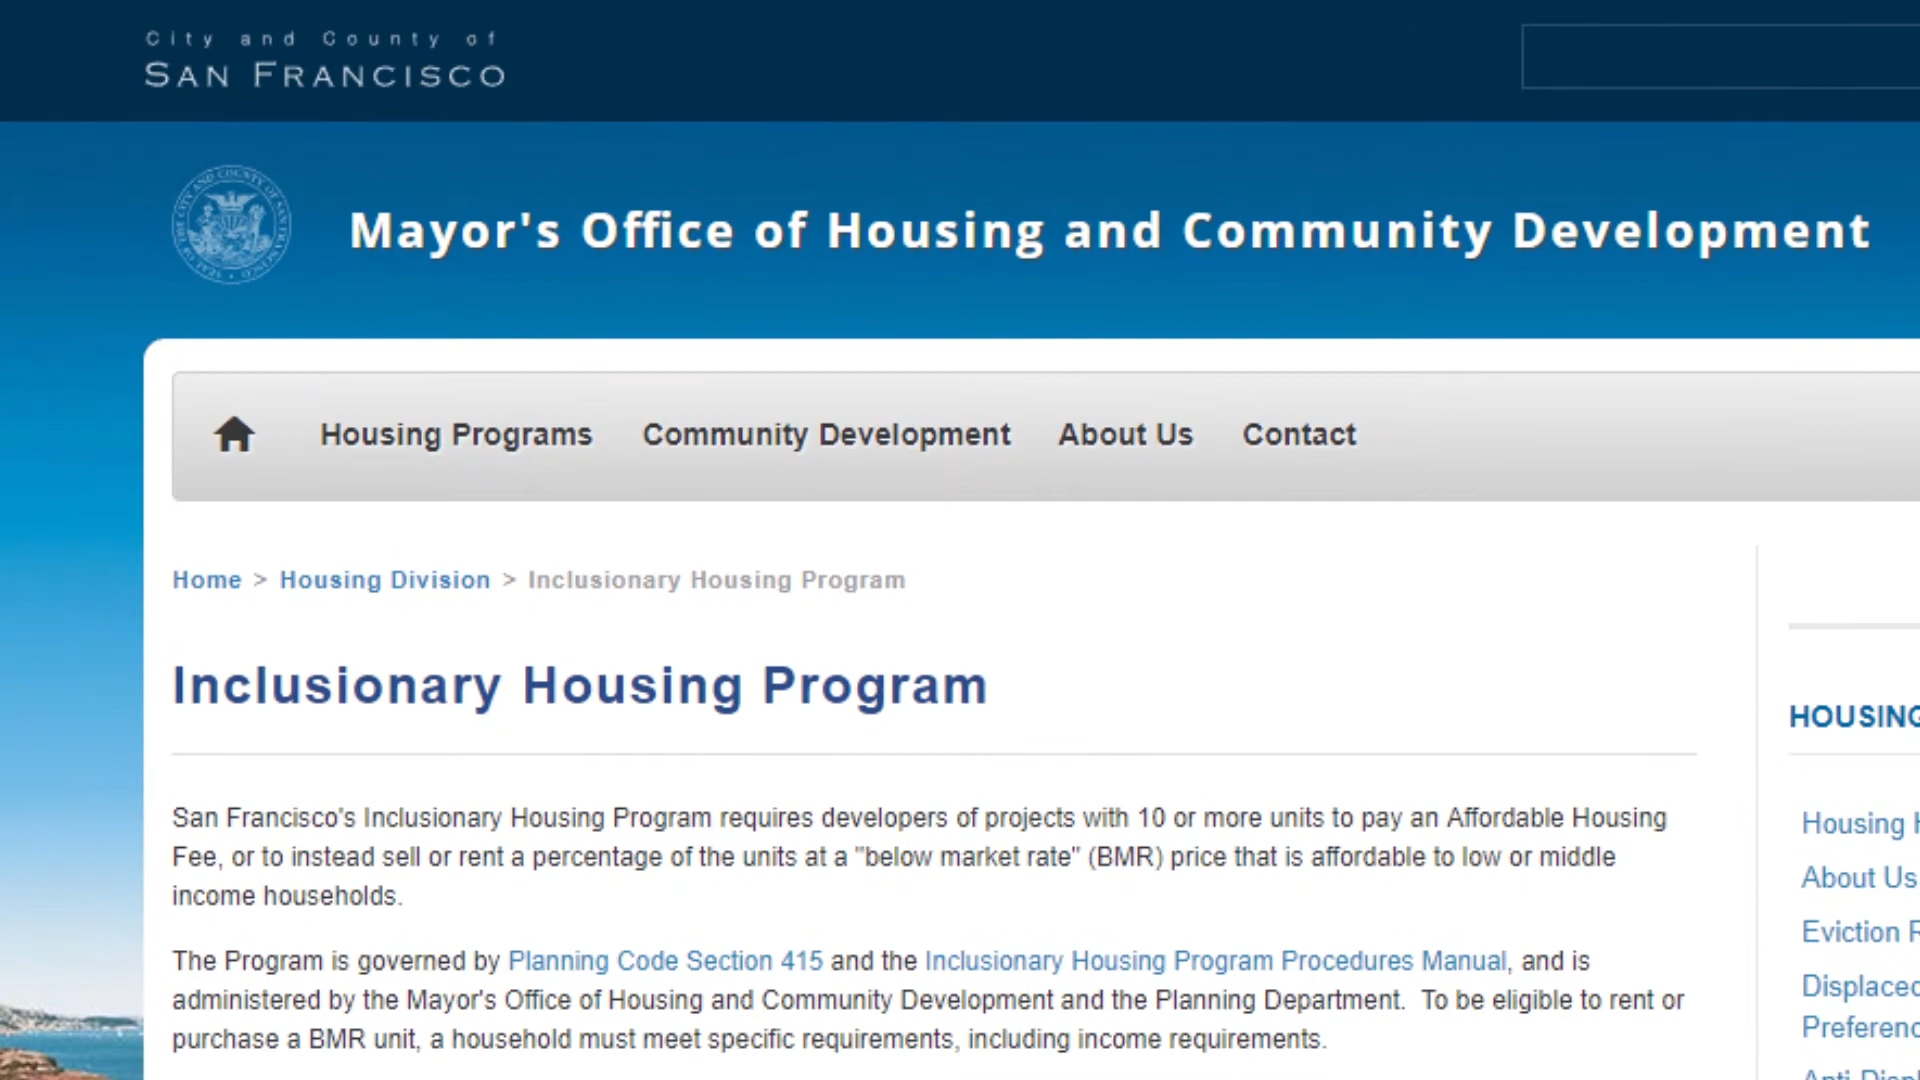 City and County of
SAN FRANCISCO
Mayor's Office of Housing and Community Development
Housing Programs Community Development About Us Contact
Home > Housing Division > Inclusionary Housing Program
Inclusionary Housing Program
San Francisco's Inclusionary Housing Program requires developers of projects with 10 or more units to pay an Affordable Housing
Fee, or to instead sell or rent a percentage of the units at a "below market rate" (BMR) price that is affordable to low or middle
income households.
The Program is governed by Planning Code Section 415 and the Inclusionary Housing Program Procedures Manual, and is
administered by the Mayor's Office of Housing and Community Development and the Planning Department. To be eligible to rent or
purchase a BMR unit, a household must meet specific requirements, including income requirements.
HOUSING
Housing
About Us
Eviction